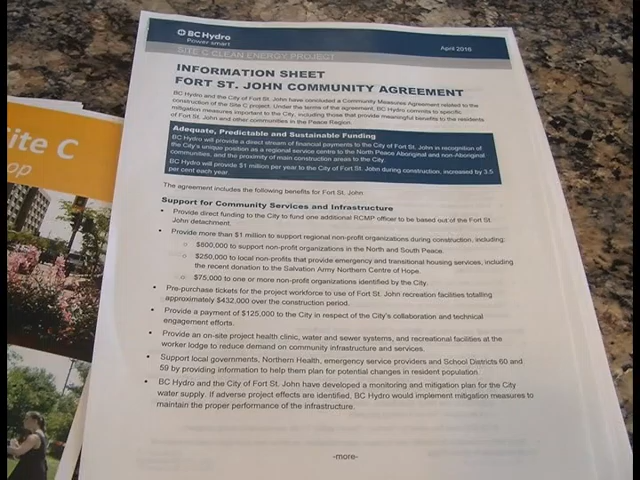 BC Hydro
Power smart
April 2016
SITE C CLEAN ENERGY PROJECT
INFORMATION SHEET
FORT ST. JOHN COMMUNITY AGREEMENT
BC Hydro and the City of Fort St. John have concluded a Community Measures Agreement related to the
construction of the Site C project. Under the terms of the agreement, BC Hydro commits to specific
mitigation measures important to the City, including those that provide meaningful benefits to the residents
of Fort St. John and other communities in the Peace Region.
Adequate, Predictable and Sustainable Funding
BC Hydro will provide a direct stream of financial payments to the City of Fort St. John in recognition of
the City's unique position as a regional service centre to the North Peace Aboriginal and non-Aboriginal
communities, and the proximity of main construction areas to the City.
BC Hydro will provide $1 million per year to the City of Fort St. John during construction, increased by 3.5
per cent each year.
The agreement includes the following benefits for Fort St. John:
Support for Community Services and Infrastructure
• Provide direct funding to the City to fund one additional RCMP officer to be based out of the Fort St.
John detachment.
• Provide more than $1 million to support regional non-profit organizations during construction, including:
o $800,000 to support non-profit organizations in the North and South Peace.
o $250,000 to local non-profits that provide emergency and transitional housing services, including
the recent donation to the Salvation Army Northern Centre of Hope.
o $75,000 to one or more non-profit organizations identified by the City.
• Pre-purchase tickets for the project workforce to use of Fort St. John recreation facilities totalling
approximately $432,000 over the construction period.
• Provide a payment of $125,000 to the City in respect of the City's collaboration and technical
engagement efforts.
• Provide an on-site project health clinic, water and sewer systems, and recreational facilities at the
worker lodge to reduce demand on community infrastructure and services.
• Support local governments, Northern Health, emergency service providers and School Districts 60 and
59 by providing information to help them plan for potential changes in resident population.
• BC Hydro and the City of Fort St. John have developed a monitoring and mitigation plan for the City
water supply. If adverse project effects are identified, BC Hydro would implement mitigation measures to
maintain the proper performance of the infrastructure.
-more-
Site C
op